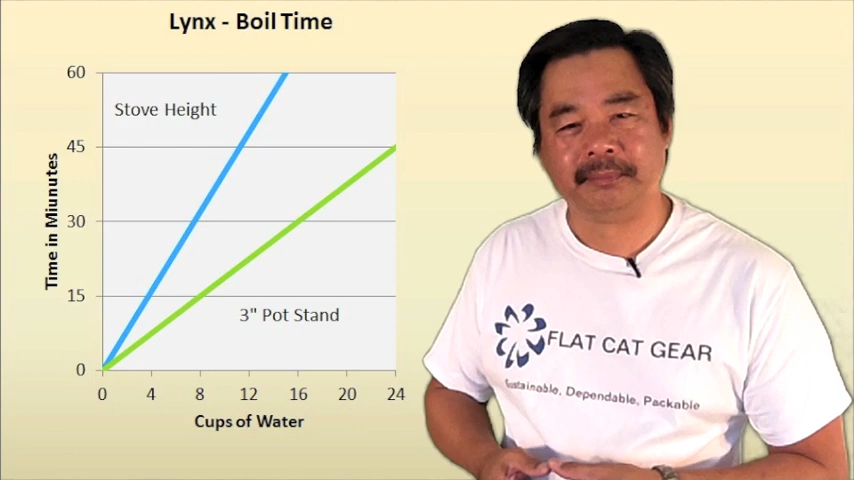 Lynx - Boil Time
60
Stove Height
45
30
15
3" Pot Stand
0
0 4 8 12 16 20 24
Time in Miunutes
Cups of Water
FLAT CAT GEAR
Sustainable, Dependable, Packable